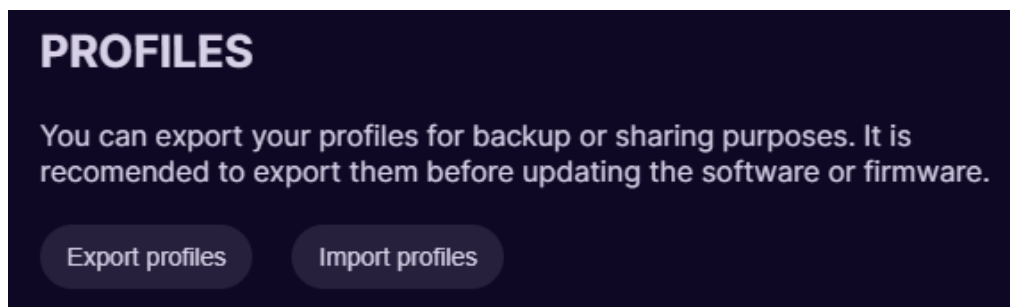 PROFILES
You can export your profiles for backup or sharing purposes. It is
recomended to export them before updating the software or firmware.
Export profiles
Import profiles